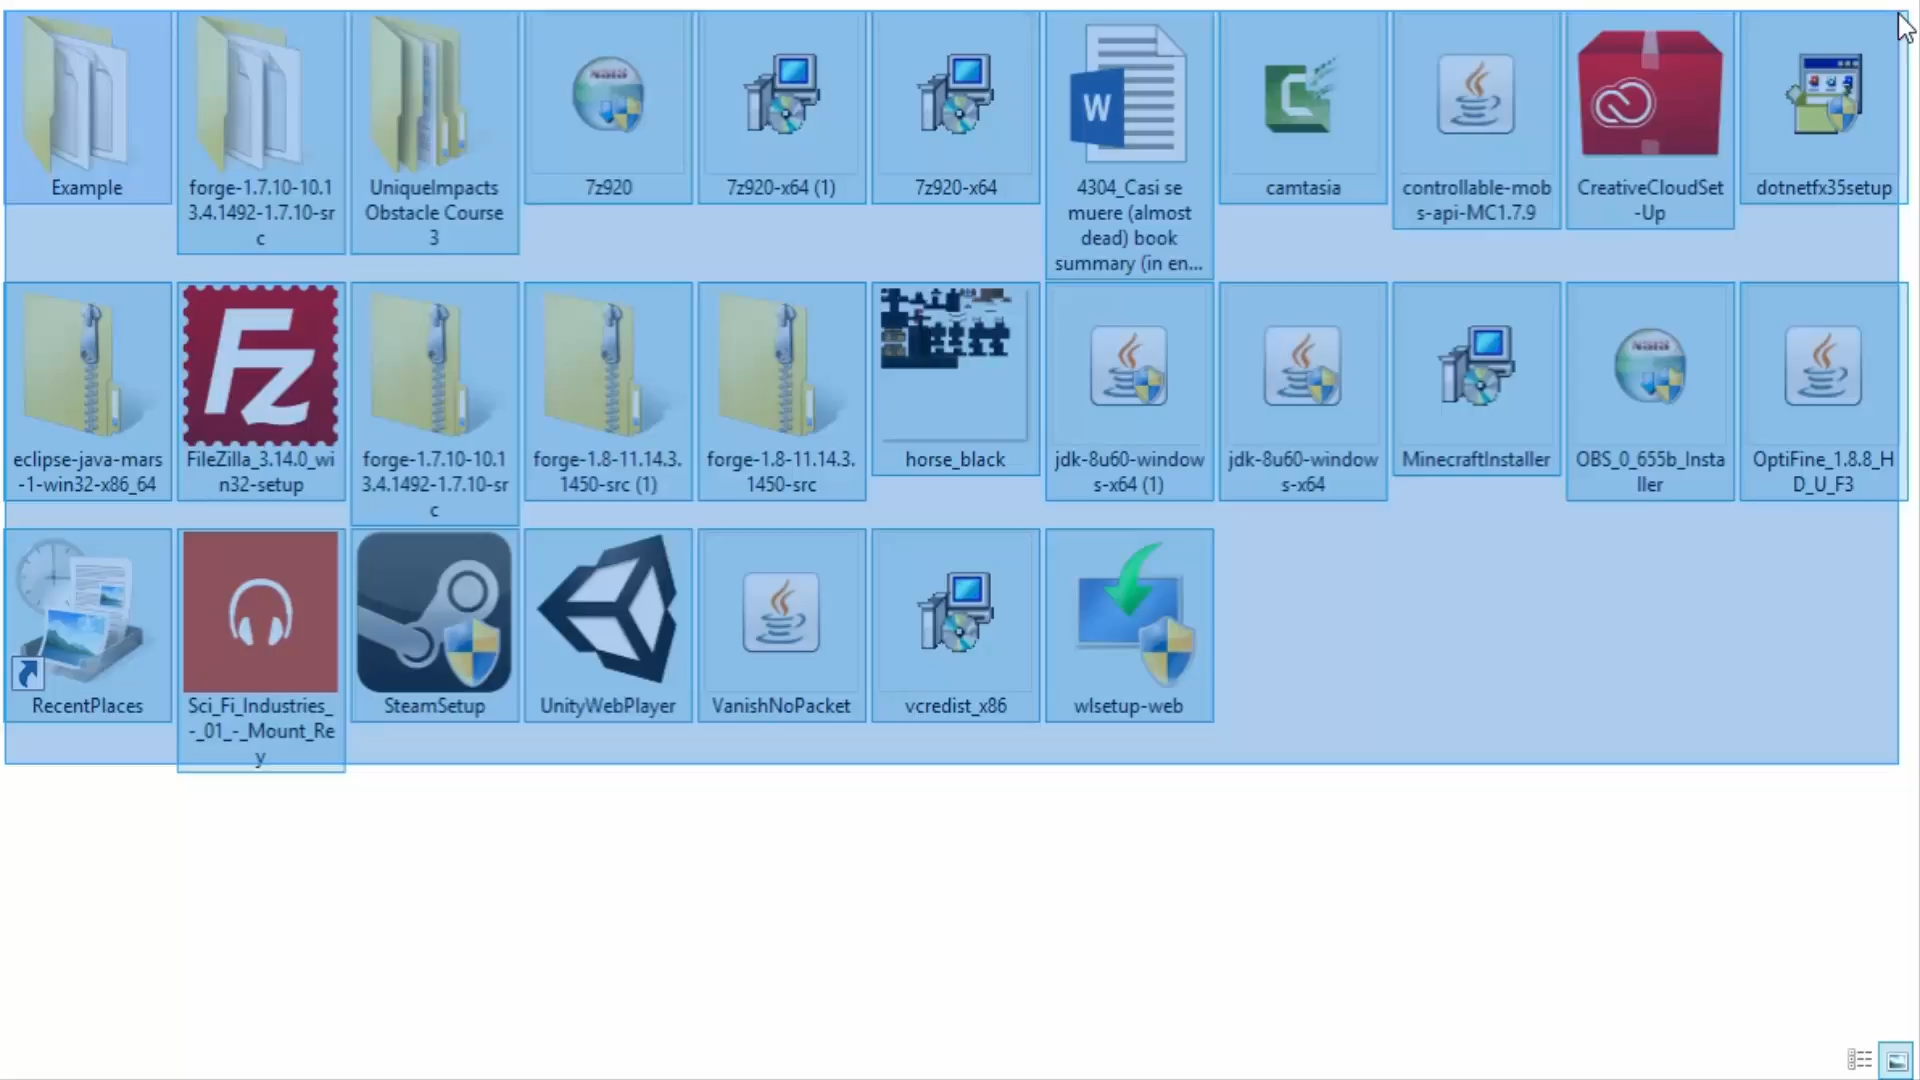 Example
forge-1.7.10-10.1
3.4.1492-1.7.10-sr
c
UniqueImpacts
Obstacle Course
3
7z920
7z920-x64 (1)
7z920-x64
W
4304_Casi se
muere (almost
dead) book
summary (in en...
camtasia
controllable-mob
s-api-MC1.7.9
CreativeCloudSet
-Up
dotnetfx35setup
eclipse-java-mars
-1-win32-x86_64
FZ
FileZilla_3.14.0_wi
n32-setup
forge-1.7.10-10.1
3.4.1492-1.7.10-sr
c
forge-1.8-11.14.3.
1450-src (1)
forge-1.8-11.14.3.
1450-src
horse_black
jdk-8u60-window
s-x64 (1)
jdk-8u60-window
s-x64
MinecraftInstaller
OBS_0_655b_Insta
ller
OptiFine_1.8.8_H
D_U_F3
RecentPlaces
Sci_Fi_Industries_
-_01_-_Mount_Re
y
SteamSetup
UnityWebPlayer
VanishNoPacket
vcredist_x86
wlsetup-web